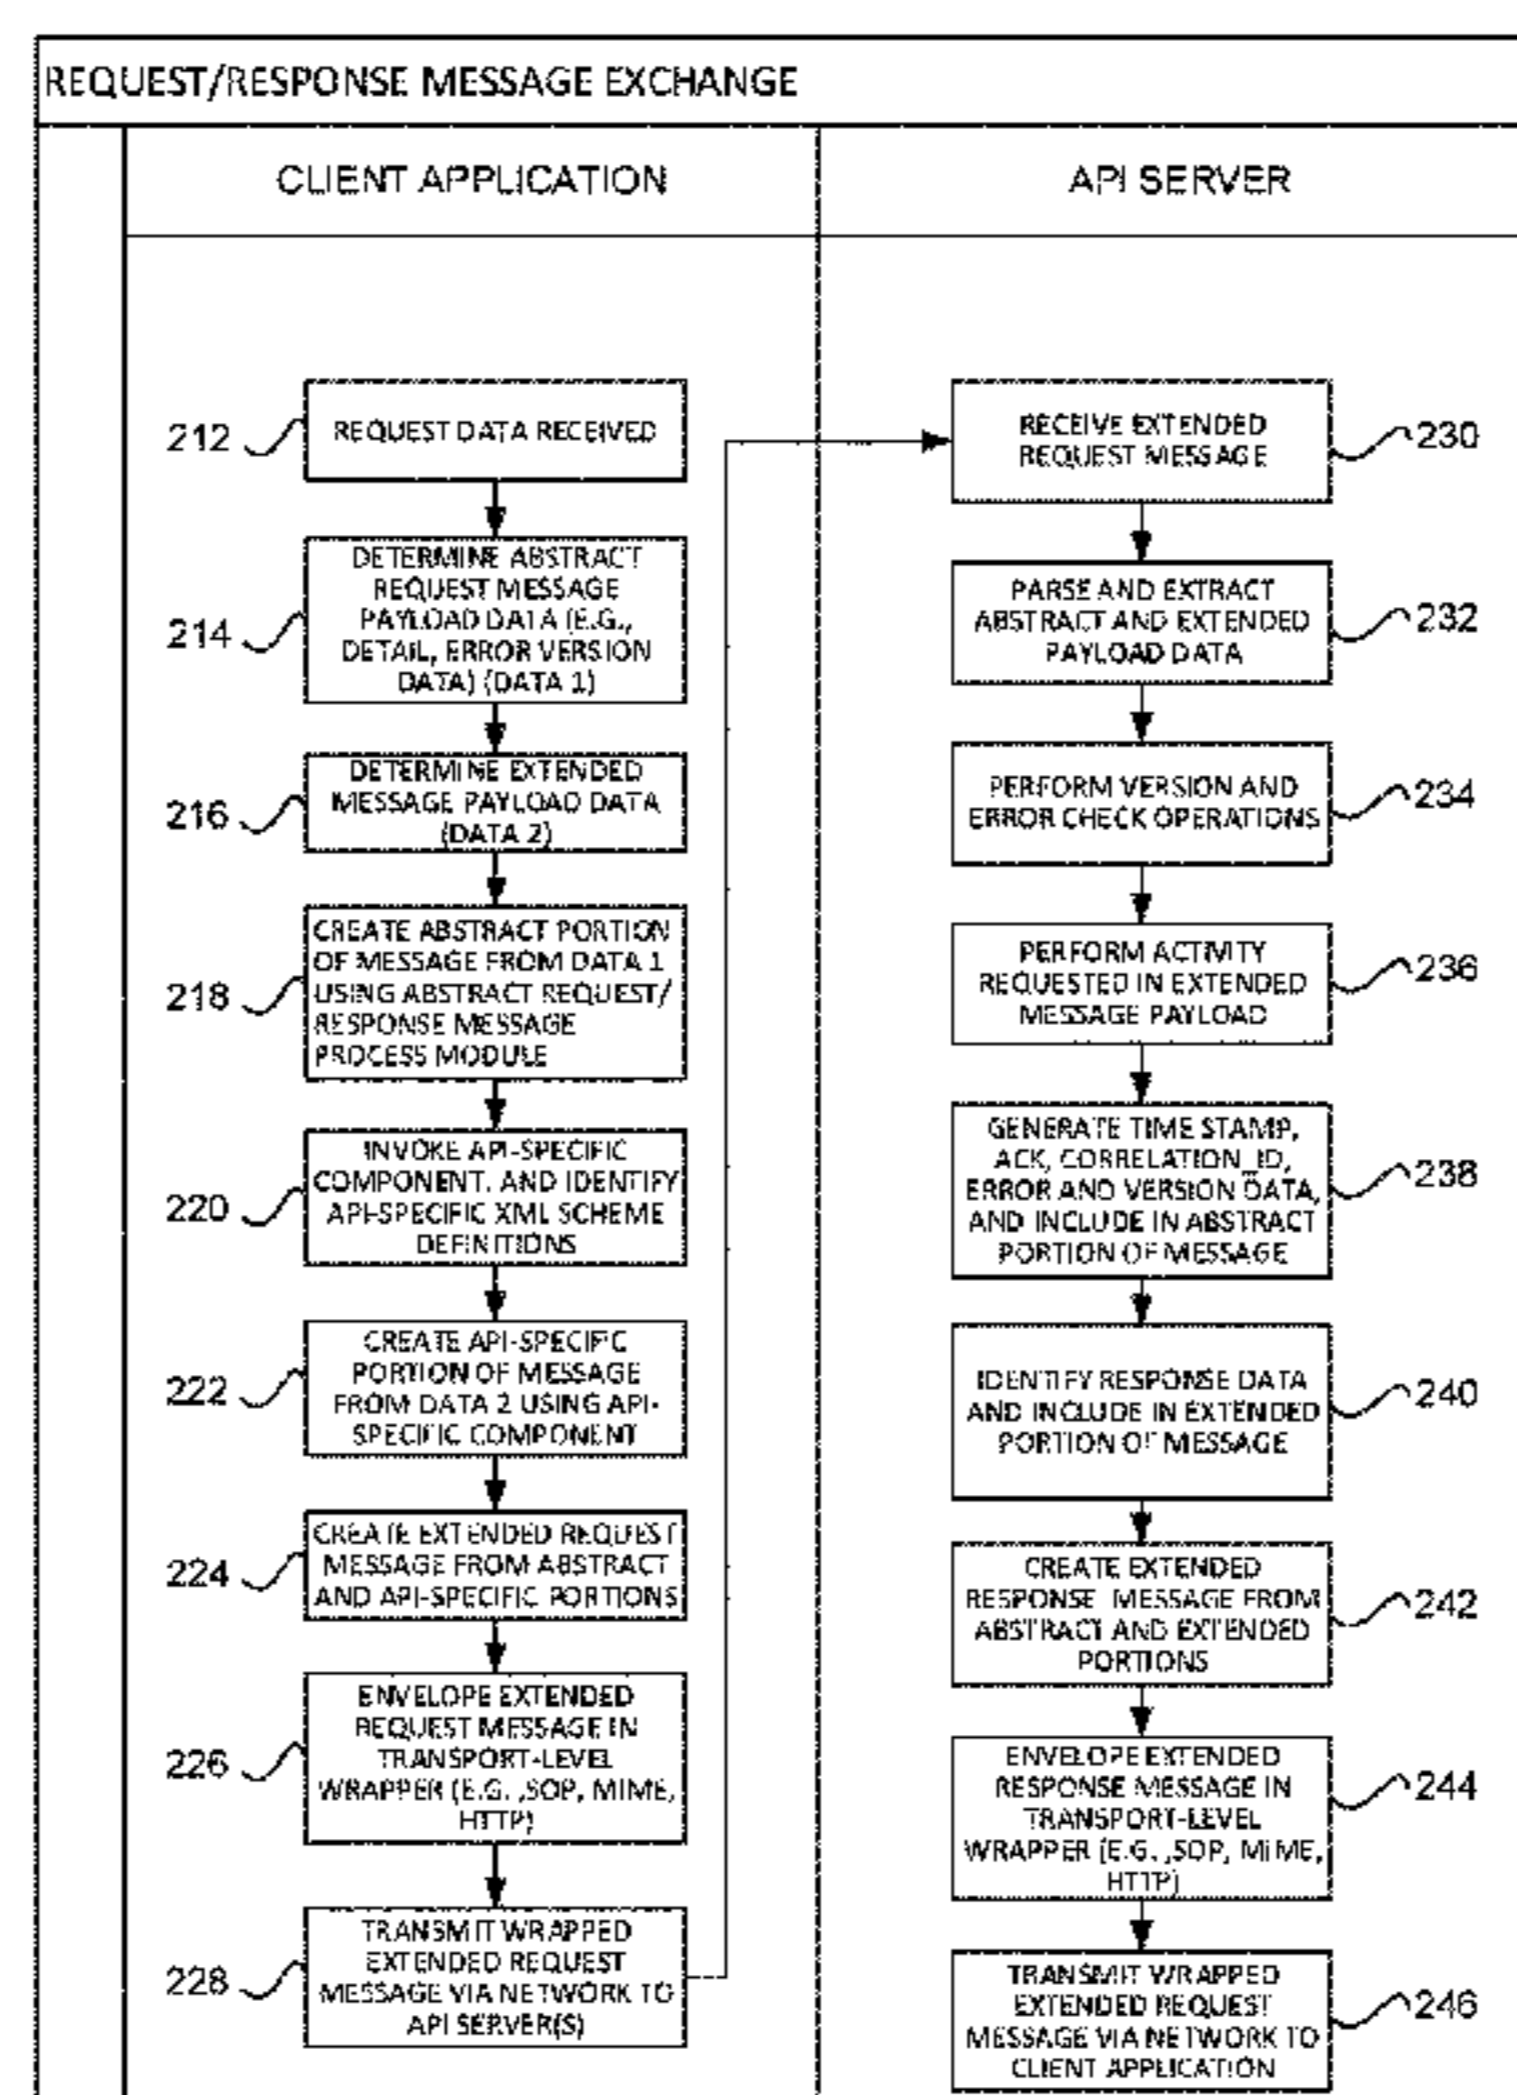 REQUEST/RESPONSE MESSAGE EXCHANGE
CLIENT APPLICATION
212
REQUEST DATA RECEIVED
214
DETERMINE ABSTRACT
REQUEST MESSAGE
PAYLOAD DATA (E.G.,
DETAIL, ERROR VERSION
DATA) (DATA 1)
216
DETERMINE EXTENDED
MESSAGE PAYLOAD DATA
(DATA 2)
218
CREATE ABSTRACT PORTION
OF MESSAGE FROM DATA 1
USING ABSTRACT REQUEST/
RESPONSE MESSAGE
PROCESS MODULE
220
INVOKE API-SPECIFIC
COMPONENT, AND IDENTIFY
API-SPECIFIC XML SCHEME
DEFINITIONS
222
CREATE API-SPECIFIC
PORTION OF MESSAGE
FROM DATA 2 USING API-
SPECIFIC COMPONENT
224
CREATE EXTENDED REQUEST
MESSAGE FROM ABSTRACT
AND API-SPECIFIC PORTIONS
226
ENVELOPE EXTENDED
REQUEST MESSAGE IN
TRANSPORT-LEVEL
WRAPPER (E.G. ,SOP, MIME,
HTTP)
228
TRANSMIT WRAPPED
EXTENDED REQUEST
MESSAGE VIA NETWORK TO
API SERVER(S)
API SERVER
RECEIVE EXTENDED
REQUEST MESSAGE
230
PARSE AND EXTRACT
ABSTRACT AND EXTENDED
PAYLOAD DATA
232
PERFORM VERSION AND
ERROR CHECK OPERATIONS
234
PERFORM ACTIVITY
REQUESTED IN EXTENDED
MESSAGE PAYLOAD
236
GENERATE TIME STAMP,
ACK, CORRELATION_ID,
ERROR AND VERSION DATA,
AND INCLUDE IN ABSTRACT
PORTION OF MESSAGE
238
IDENTIFY RESPONSE DATA
AND INCLUDE IN EXTENDED
PORTION OF MESSAGE
240
CREATE EXTENDED
RESPONSE MESSAGE FROM
ABSTRACT AND EXTENDED
PORTIONS
242
ENVELOPE EXTENDED
RESPONSE MESSAGE IN
TRANSPORT-LEVEL
WRAPPER (E.G. ,SOP, MIME,
HTTP)
244
TRANSMIT WRAPPED
EXTENDED REQUEST
MESSAGE VIA NETWORK TO
CLIENT APPLICATION
246